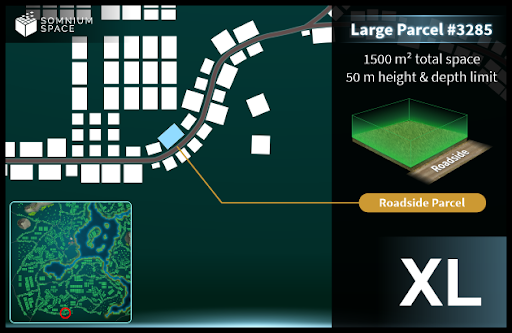 SOMNIUM
SPACE
Large Parcel #3285
1500 m² total space
50 m height & depth limit
Roadside
Roadside Parcel
XL